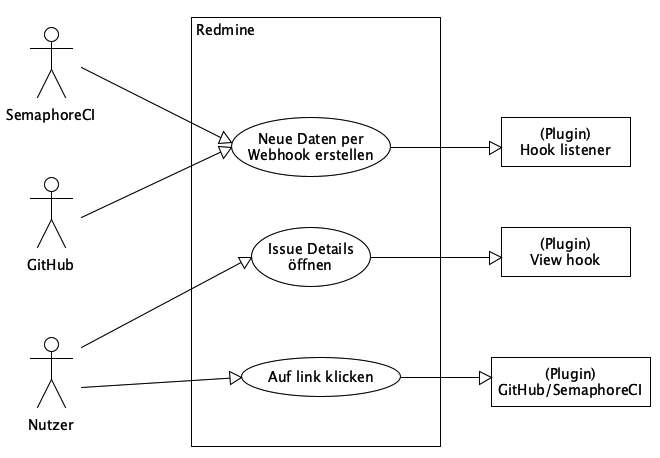 Redmine
SemaphoreCI
Neue Daten per
Webhook erstellen
(Plugin)
Hook listener
GitHub
Issue Details
öffnen
(Plugin)
View hook
Nutzer
Auf link klicken
(Plugin)
GitHub/SemaphoreCI